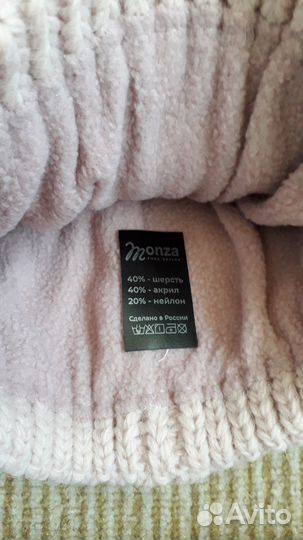 monza
40% - шерсть
40% - акрил
20% - нейлон
Сделано в России
Avito